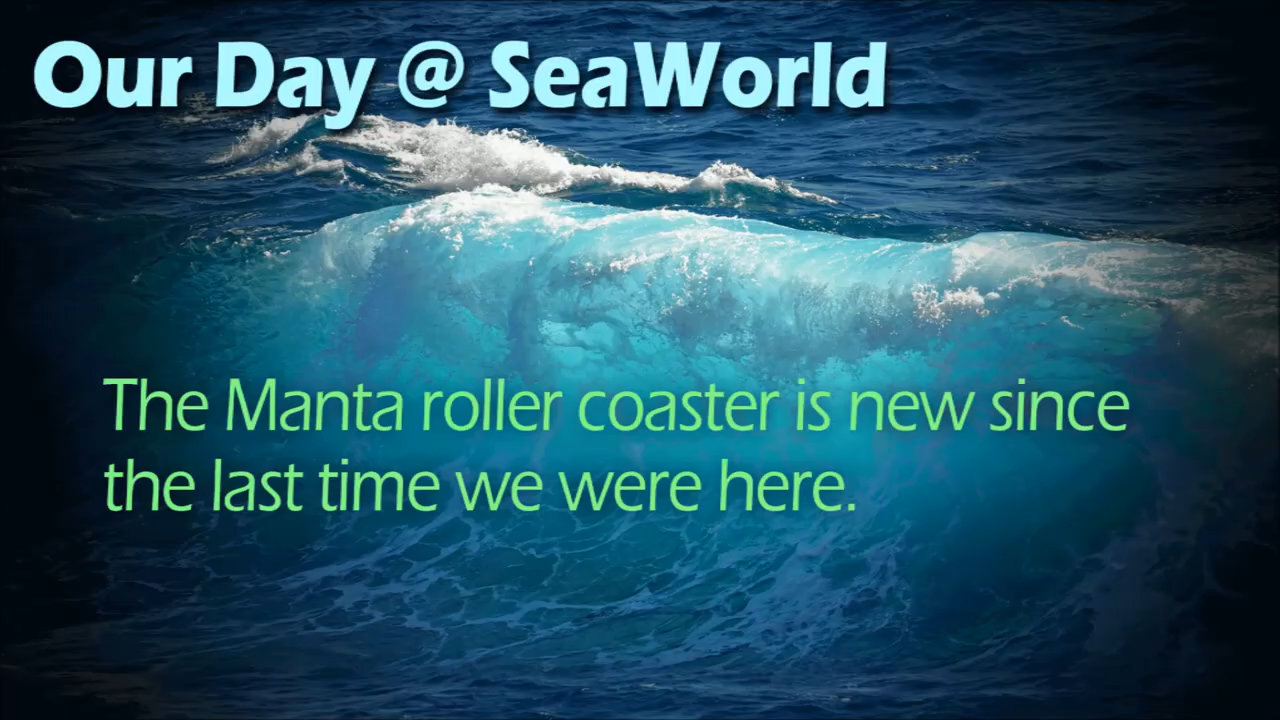 Our Day @ SeaWorld
The Manta roller coaster is new since
the last time we were here.